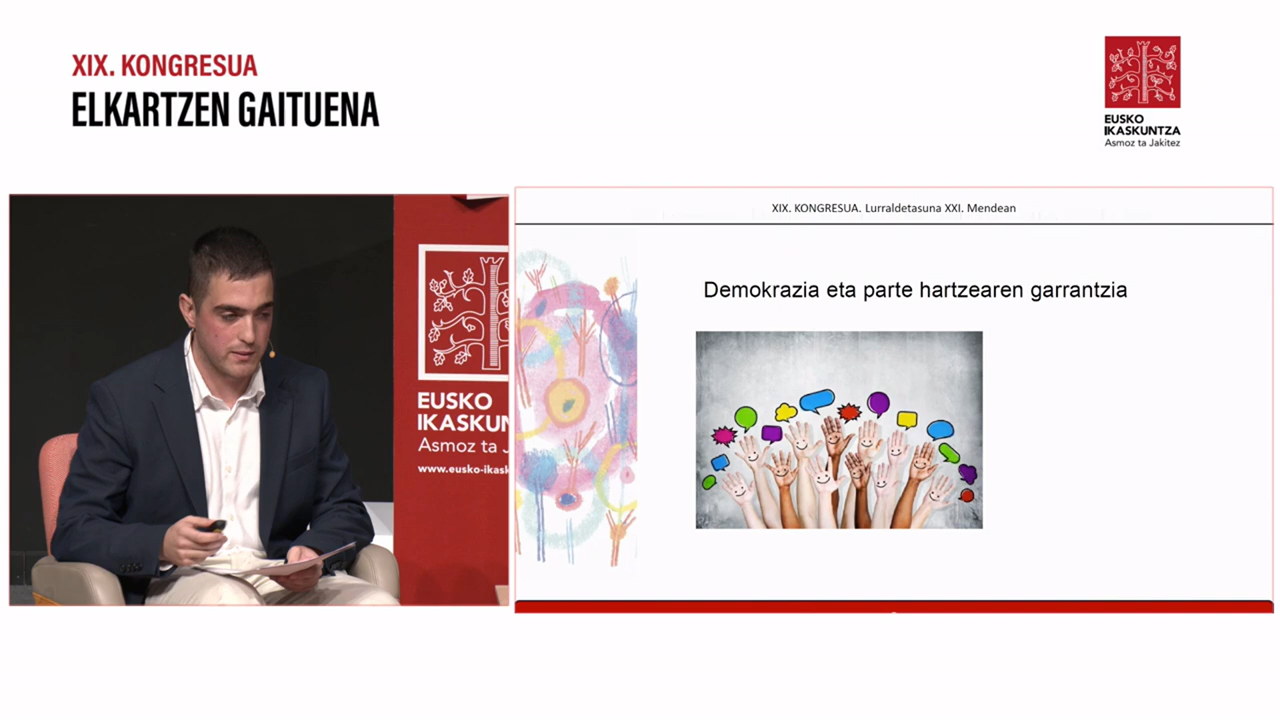 XIX. KONGRESUA
ELKARTZEN GAITUENA
EUSKO
IKASKUNTZA
Asmoz ta Jakitez
EUSKO
IKASKUN
Asmoz ta J
www.eusko-ikask
XIX. KONGRESUA. Lurraldetasuna XXI. Mendean
Demokrazia eta parte hartzearen garrantzia